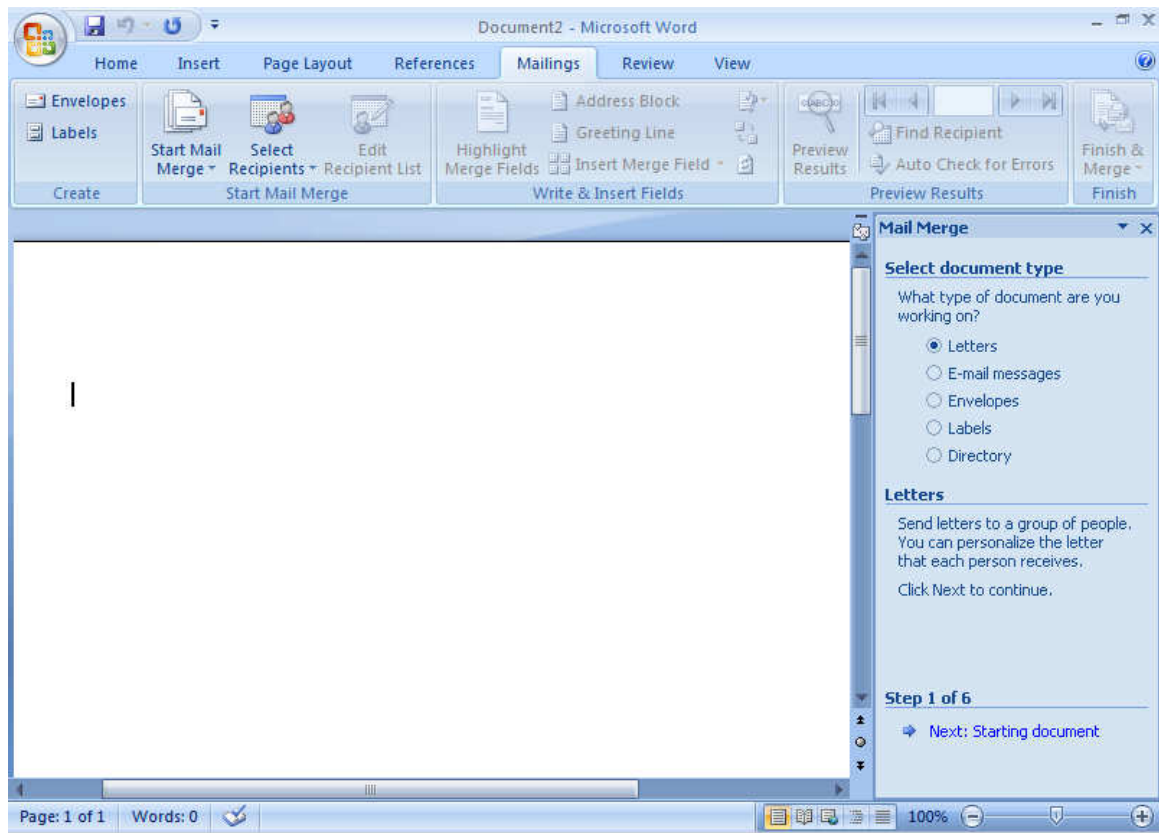 Document2 - Microsoft Word
Home Insert Page Layout References Mailings Review View
Envelopes
Labels
Create
Start Mail
Merge
Select
Recipients
Edit
Recipient List
Start Mail Merge
Highlight
Merge Fields
Address Block
Greeting Line
Insert Merge Field
Write & Insert Fields
Preview
Results
Find Recipient
Auto Check for Errors
Preview Results
Finish &
Merge
Finish
Mail Merge
Select document type
What type of document are you
working on?
Letters
E-mail messages
Envelopes
Labels
Directory
Letters
Send letters to a group of people.
You can personalize the letter
that each person receives.
Click Next to continue.
Step 1 of 6
Next: Starting document
Page: 1 of 1 Words: 0 100%